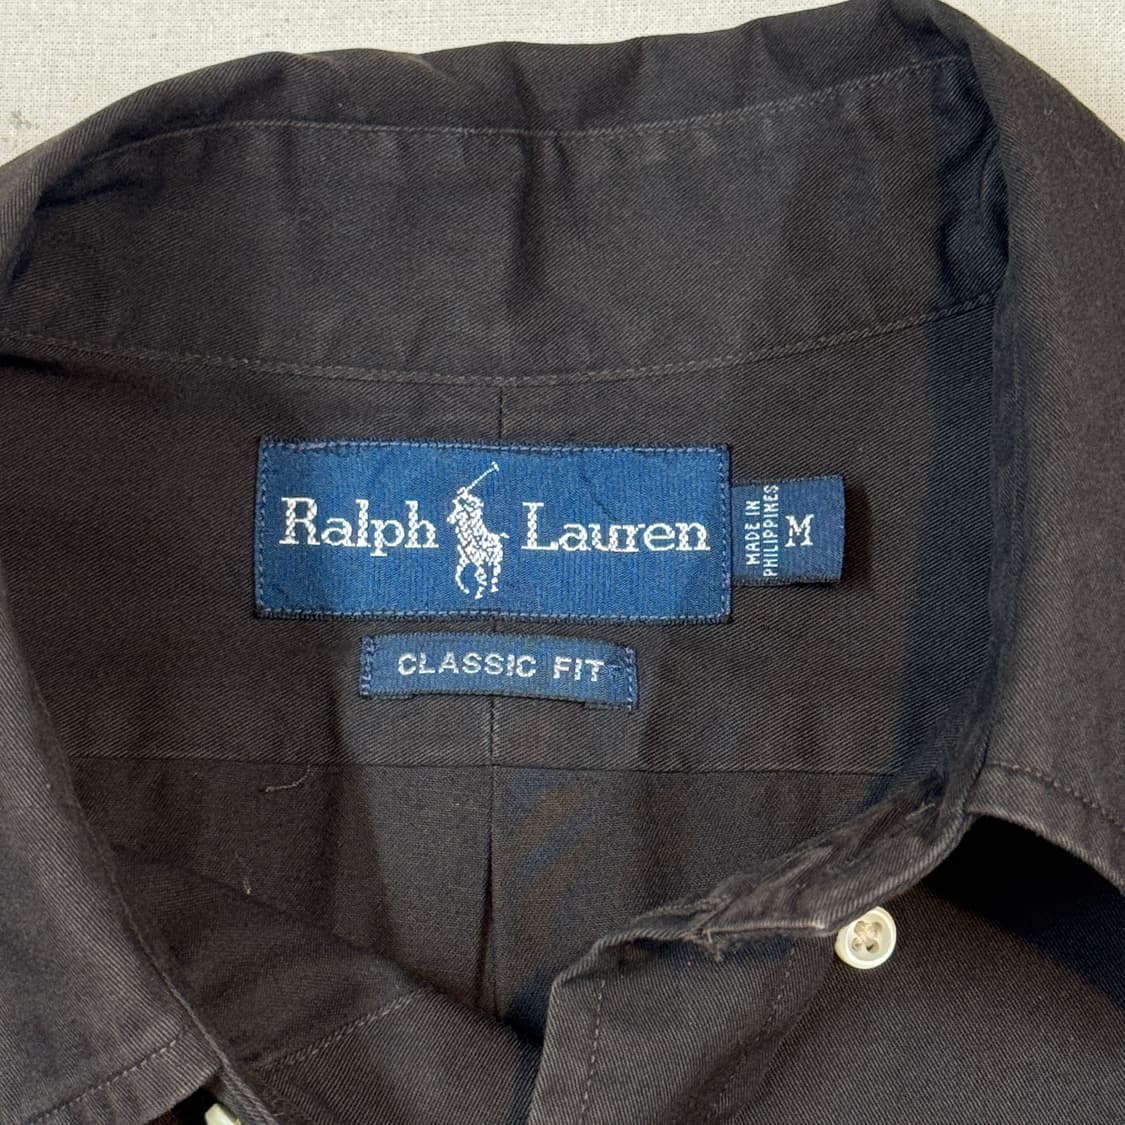 Ralph Lauren
MADE IN
PHILIPPINES
M
CLASSIC FIT